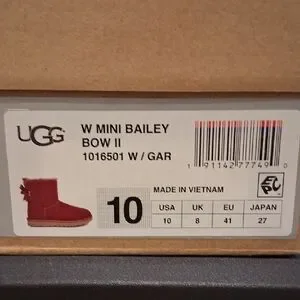 UGG
W MINI BAILEY
BOW II
1016501 W / GAR
1 91142 77749 0
10
MADE IN VIETNAM
USA UK EU JAPAN
10 8 41 27